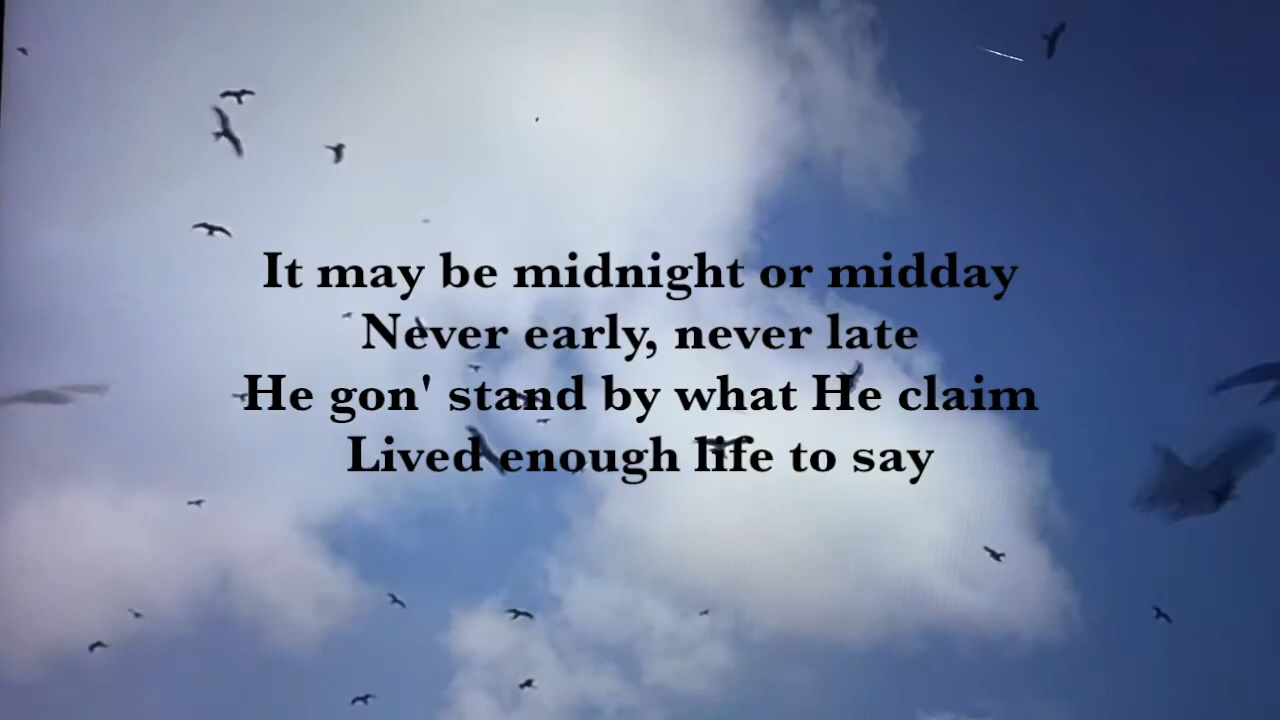 It may be midnight or midday
Never early, never late
He gon' stand by what He claim
Lived enough life to say